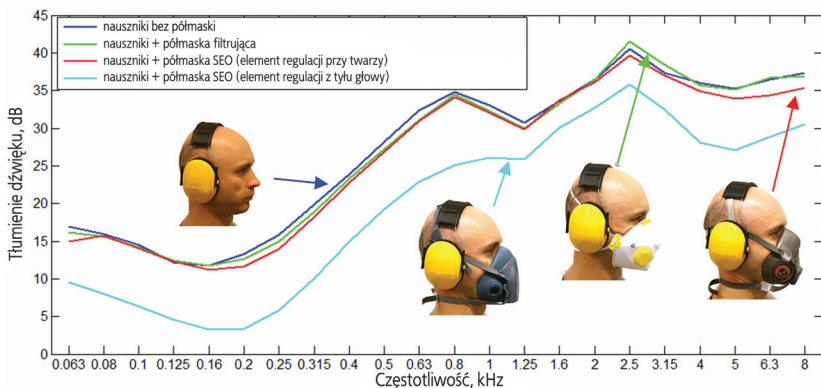 nauszniki bez półmaski
nauszniki + półmaska filtrująca
nauszniki + półmaska SEO (element regulacji przy twarzy)
nauszniki + półmaska SEO (element regulacji z tyłu głowy)
Tłumienie dźwięku, dB
45
40
35
30
25
20
15
10
5
0
0.063 0.08 0.1 0.125 0.16 0.2 0.25 0.315 0.4 0.5 0.63 0.8 1 1.25 1.6 2 2.5 3.15 4 5 6.3 8
Częstotliwość, kHz